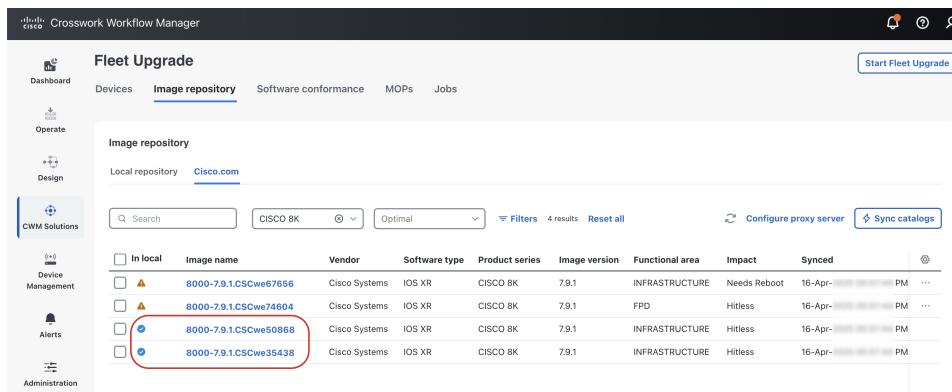 CISCO Crosswork Workflow Manager
Dashboard
Operate
Design
CWM Solutions
Device
Management
Alerts
Administration
Fleet Upgrade
Start Fleet Upgrade
Devices Image repository Software conformance MOPs Jobs
Image repository
Local repository Cisco.com
Search CISCO 8K Optimal Filters 4 results Reset all Configure proxy server Sync catalogs
In local Image name Vendor Software type Product series Image version Functional area Impact Synced
8000-7.9.1.CSCwe67656 Cisco Systems IOS XR CISCO 8K 7.9.1 INFRASTRUCTURE Needs Reboot 16-Apr- PM
8000-7.9.1.CSCwe74604 Cisco Systems IOS XR CISCO 8K 7.9.1 FPD Hitless 16-Apr- PM
8000-7.9.1.CSCwe50868 Cisco Systems IOS XR CISCO 8K 7.9.1 INFRASTRUCTURE Hitless 16-Apr- PM
8000-7.9.1.CSCwe35438 Cisco Systems IOS XR CISCO 8K 7.9.1 INFRASTRUCTURE Hitless 16-Apr- PM